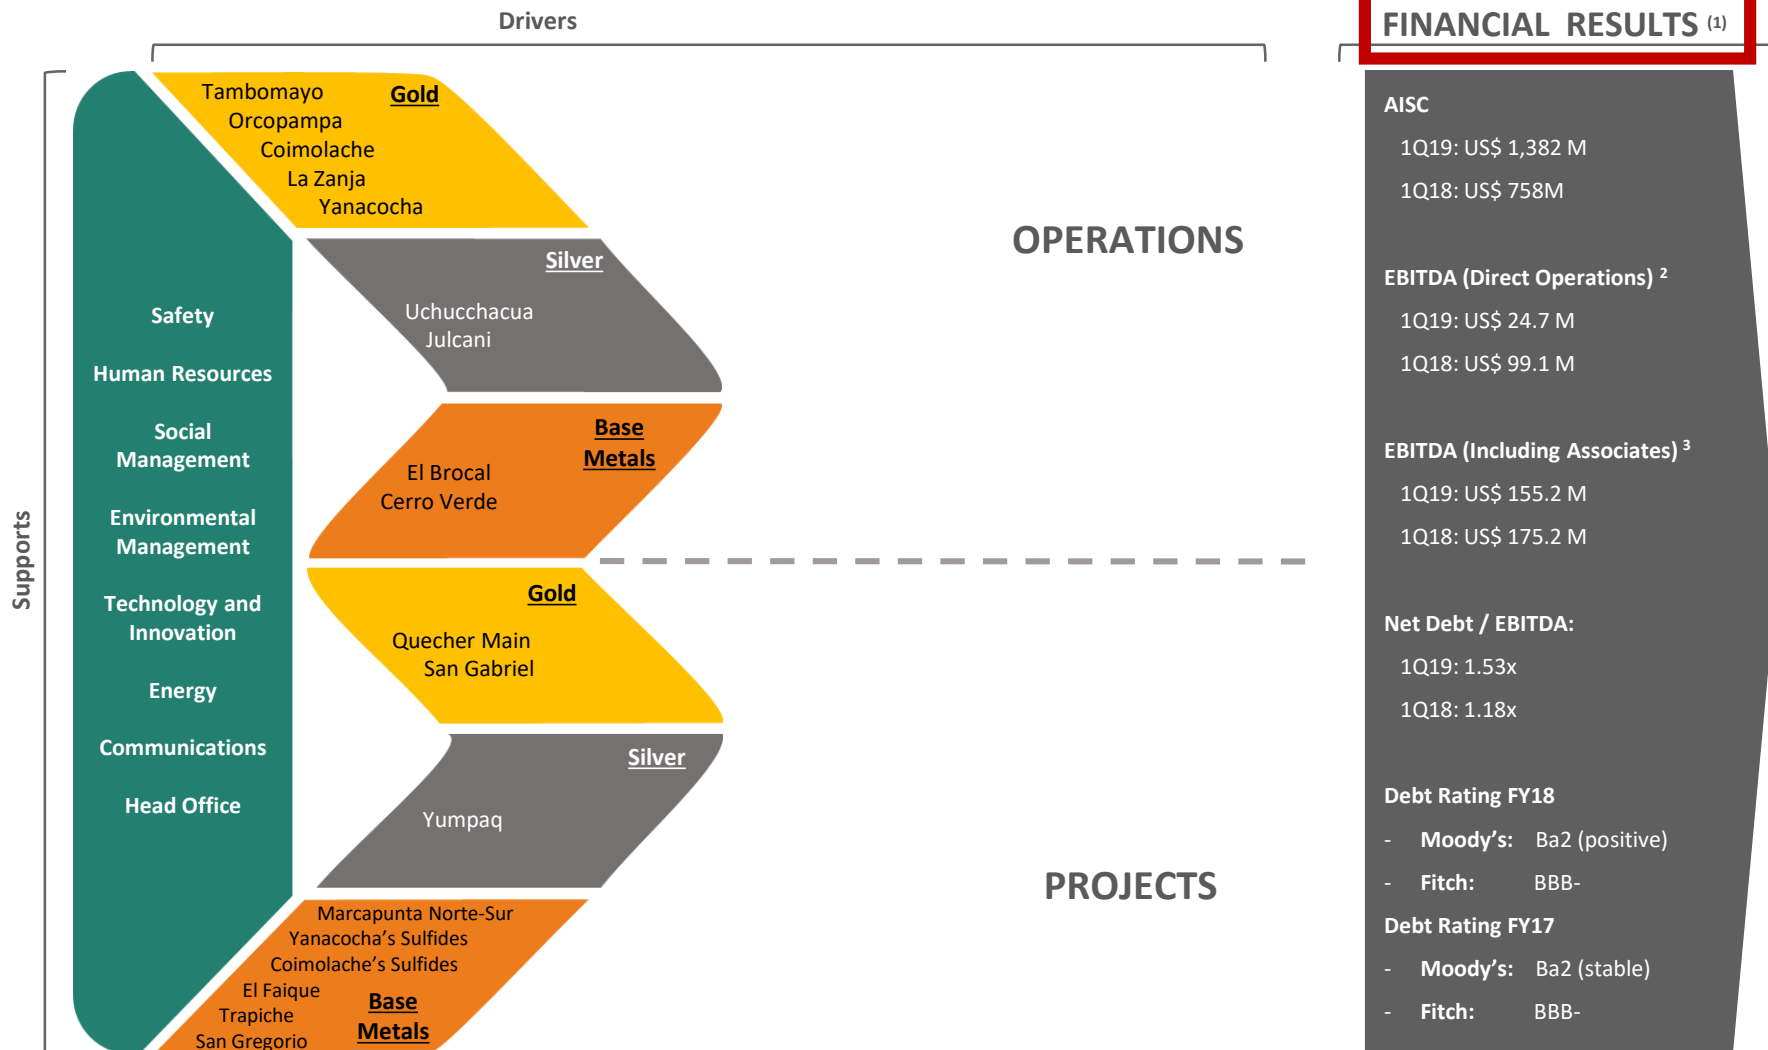 Drivers
FINANCIAL RESULTS (1)
Supports
Safety
Human Resources
Social
Management
Environmental
Management
Technology and
Innovation
Energy
Communications
Head Office
Gold
Tambomayo
Orcopampa
Coimolache
La Zanja
Yanacocha
Silver
Uchucchacua
Julcani
Base
Metals
El Brocal
Cerro Verde
OPERATIONS
Gold
Quecher Main
San Gabriel
Silver
Yumpaq
Marcapunta Norte-Sur
Yanacocha’s Sulfides
Coimolache’s Sulfides
El Faique
Trapiche
San Gregorio
Base
Metals
PROJECTS
AISC
1Q19: US$ 1,382 M
1Q18: US$ 758M
EBITDA (Direct Operations) 2
1Q19: US$ 24.7 M
1Q18: US$ 99.1 M
EBITDA (Including Associates) 3
1Q19: US$ 155.2 M
1Q18: US$ 175.2 M
Net Debt / EBITDA:
1Q19: 1.53x
1Q18: 1.18x
Debt Rating FY18
- Moody’s: Ba2 (positive)
- Fitch: BBB-
Debt Rating FY17
- Moody’s: Ba2 (stable)
- Fitch: BBB-